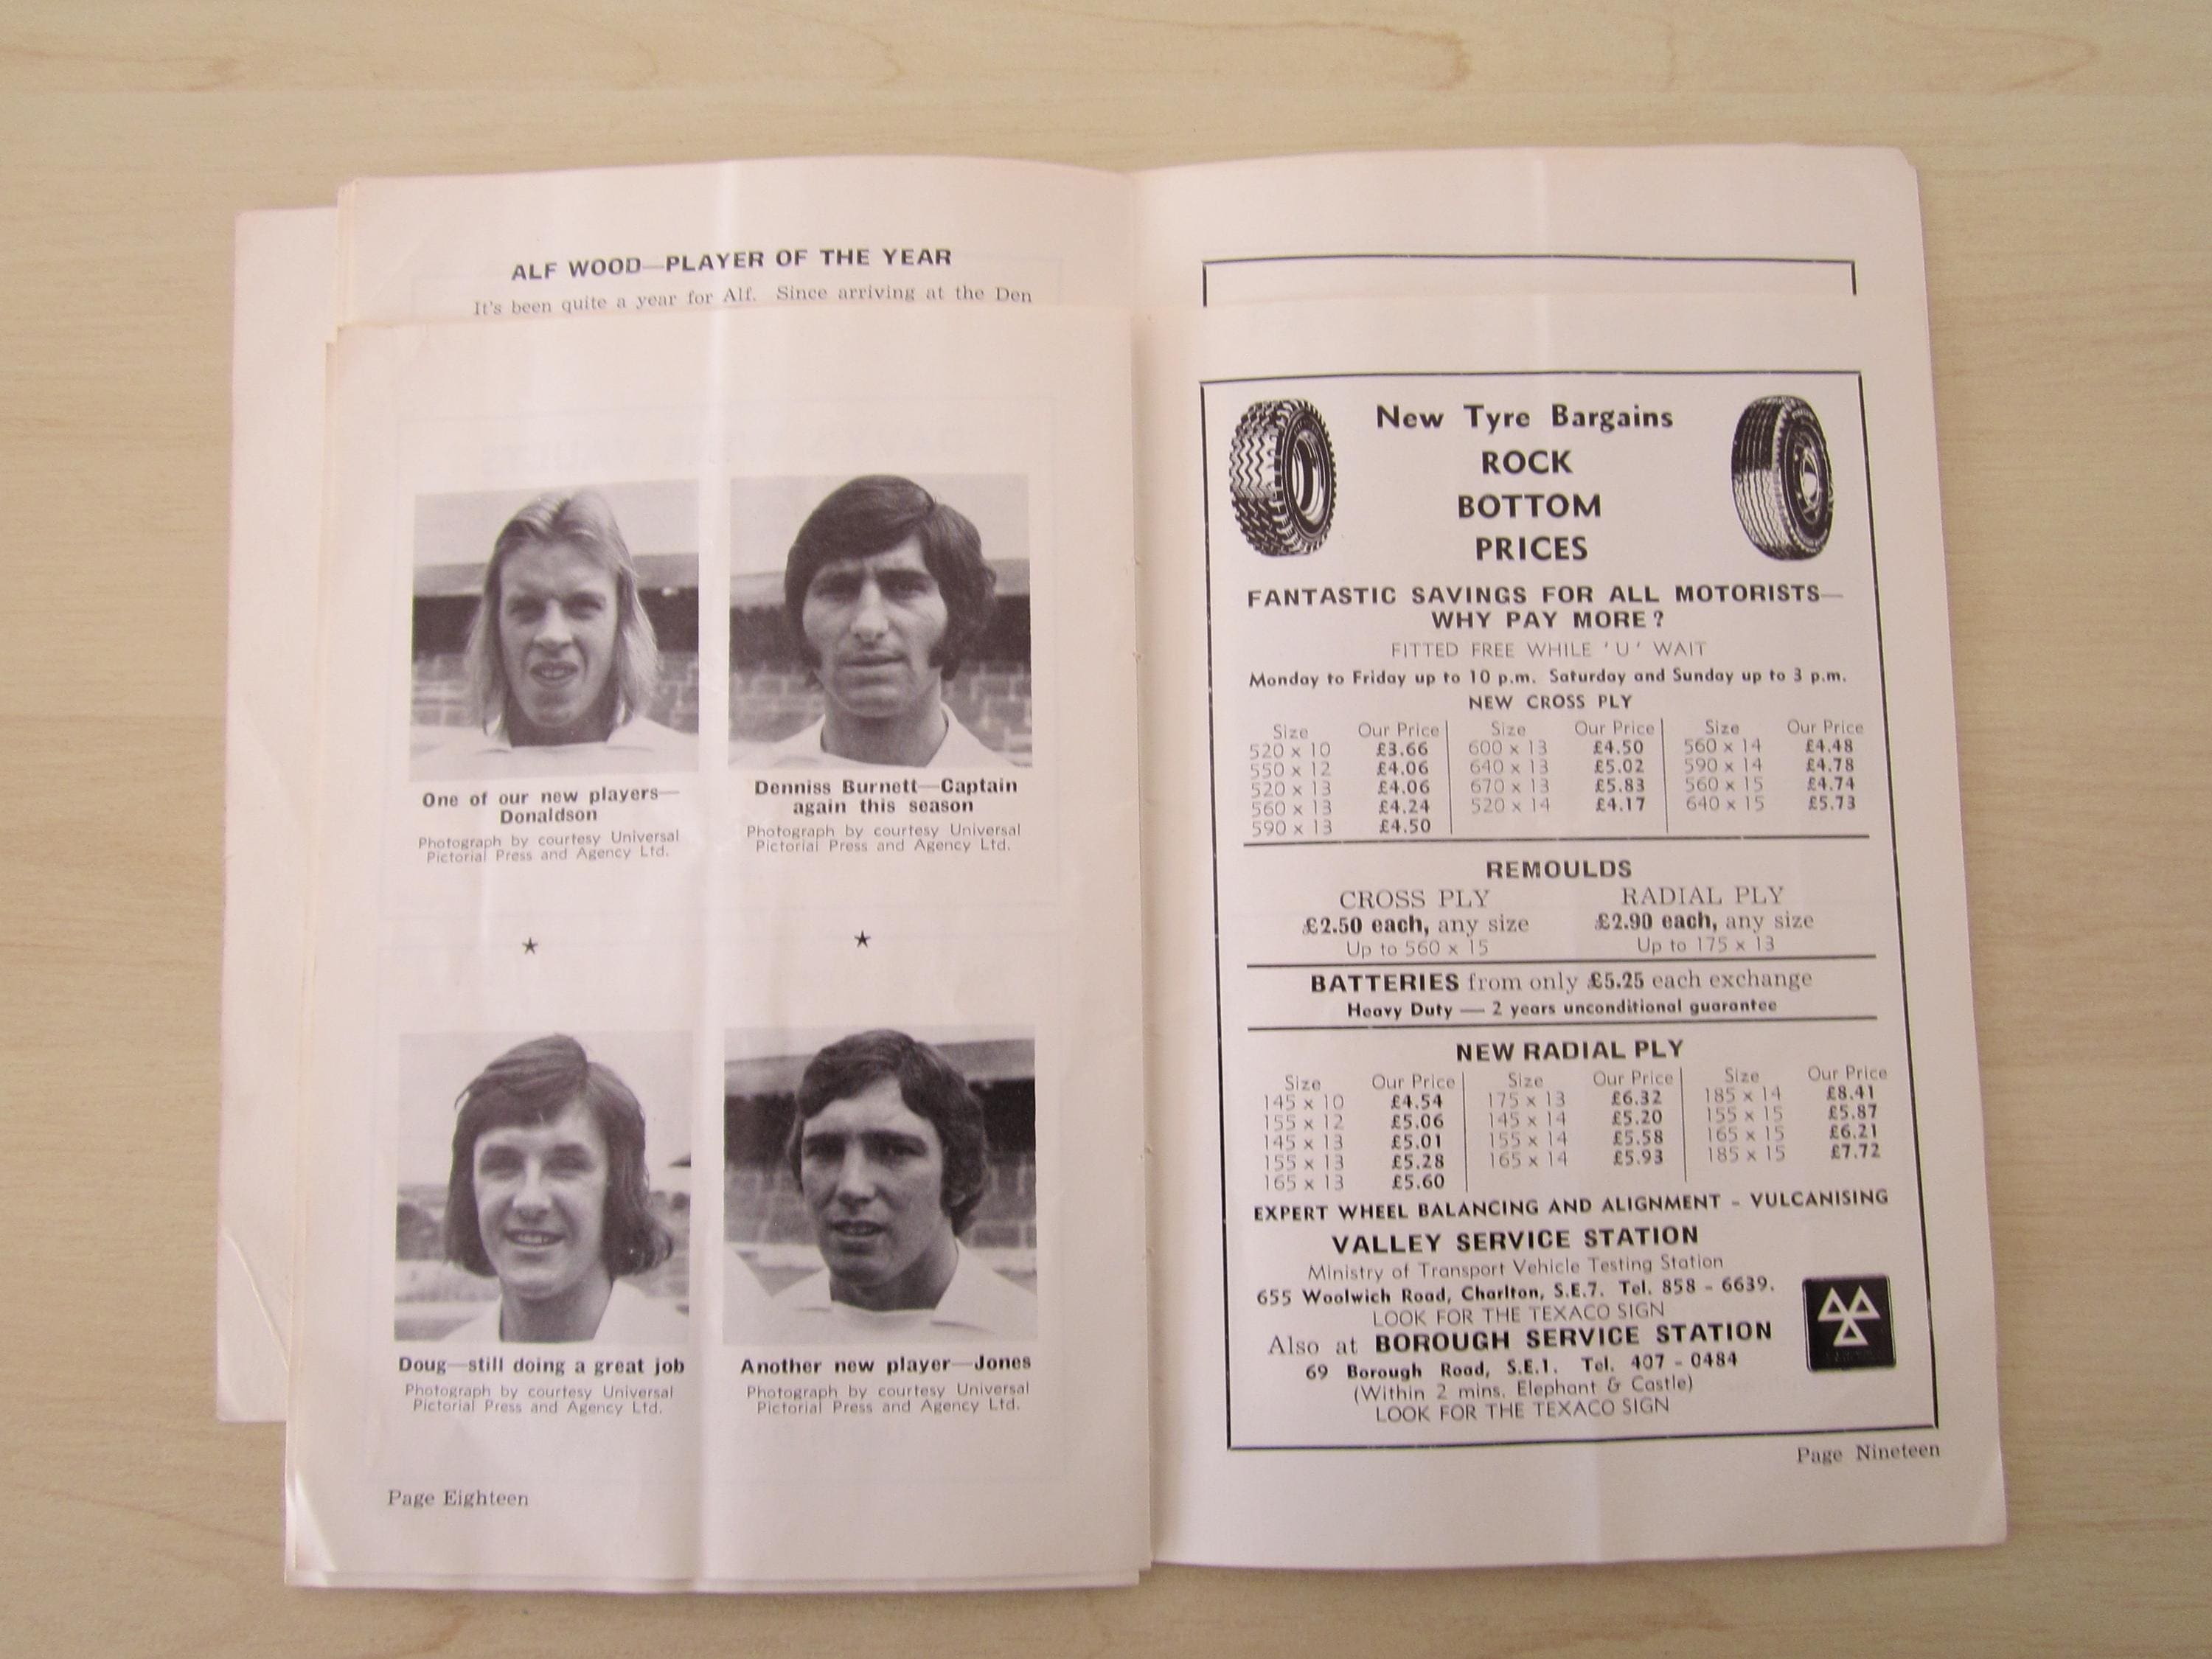 ALF WOOD—PLAYER OF THE YEAR
It's been quite a year for Alf. Since arriving at the Den
One of our new players—
Donaldson
Photograph by courtesy Universal
Pictorial Press and Agency Ltd.
Denniss Burnett—Captain
again this season
Photograph by courtesy Universal
Pictorial Press and Agency Ltd.
Doug—still doing a great job
Photograph by courtesy Universal
Pictorial Press and Agency Ltd.
Another new player—Jones
Photograph by courtesy Universal
Pictorial Press and Agency Ltd.
Page Eighteen
New Tyre Bargains
ROCK
BOTTOM
PRICES
FANTASTIC SAVINGS FOR ALL MOTORISTS—
WHY PAY MORE?
FITTED FREE WHILE 'U' WAIT
Monday to Friday up to 10 p.m. Saturday and Sunday up to 3 p.m.
NEW CROSS PLY
Size Our Price Size Our Price Size Our Price
520 x 10 £3.66 600 x 13 £4.50 560 x 14 £4.48
550 x 12 £4.06 640 x 13 £5.02 590 x 14 £4.78
520 x 13 £4.06 670 x 13 £5.83 560 x 15 £4.74
560 x 13 £4.24 520 x 14 £4.17 640 x 15 £5.73
590 x 13 £4.50
REMOULDS
CROSS PLY RADIAL PLY
£2.50 each, any size £2.90 each, any size
Up to 560 x 15 Up to 175 x 13
BATTERIES from only £5.25 each exchange
Heavy Duty — 2 years unconditional guarantee
NEW RADIAL PLY
Size Our Price Size Our Price Size Our Price
145 x 10 £4.54 175 x 13 £6.32 185 x 14 £8.41
155 x 12 £5.06 145 x 14 £5.20 155 x 15 £5.87
145 x 13 £5.01 155 x 14 £5.58 165 x 15 £6.21
155 x 13 £5.28 165 x 14 £5.93 185 x 15 £7.72
165 x 13 £5.60
EXPERT WHEEL BALANCING AND ALIGNMENT - VULCANISING
VALLEY SERVICE STATION
Ministry of Transport Vehicle Testing Station
655 Woolwich Road, Charlton, S.E.7. Tel. 858 - 6639.
LOOK FOR THE TEXACO SIGN
Also at BOROUGH SERVICE STATION
69 Borough Road, S.E.1. Tel. 407 - 0484
(Within 2 mins. Elephant & Castle)
LOOK FOR THE TEXACO SIGN
Page Nineteen